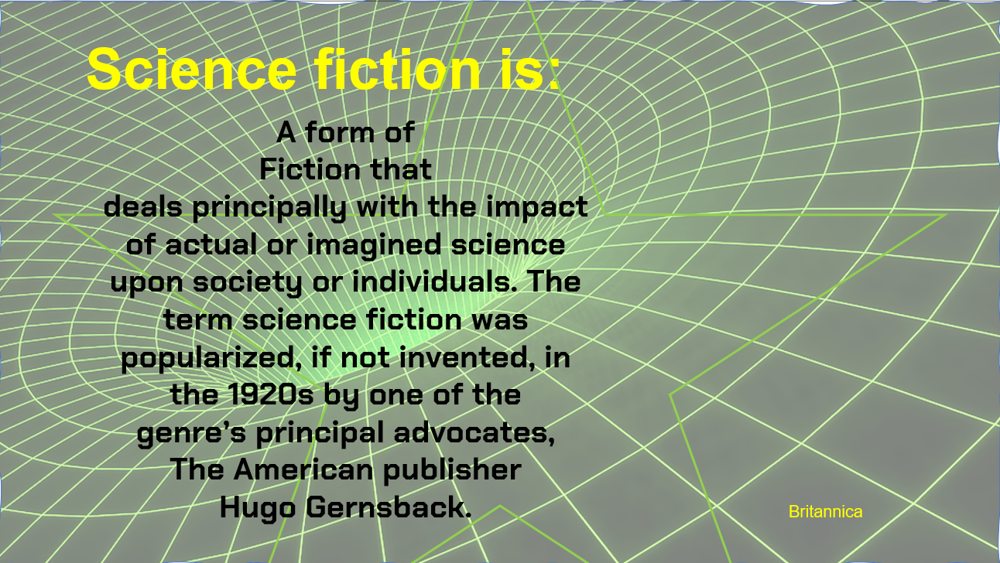 Science fiction is:
A form of
Fiction that
deals principally with the impact
of actual or imagined science
upon society or individuals. The
term science fiction was
popularized, if not invented, in
the 1920s by one of the
genre’s principal advocates,
The American publisher
Hugo Gernsback.
Britannica